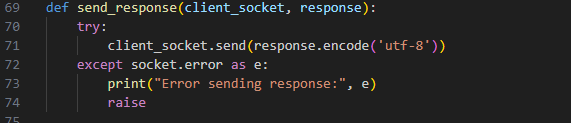 69 def send_response(client_socket, response):
70     try:
71         client_socket.send(response.encode('utf-8'))
72     except socket.error as e:
73         print("Error sending response:", e)
74         raise
75